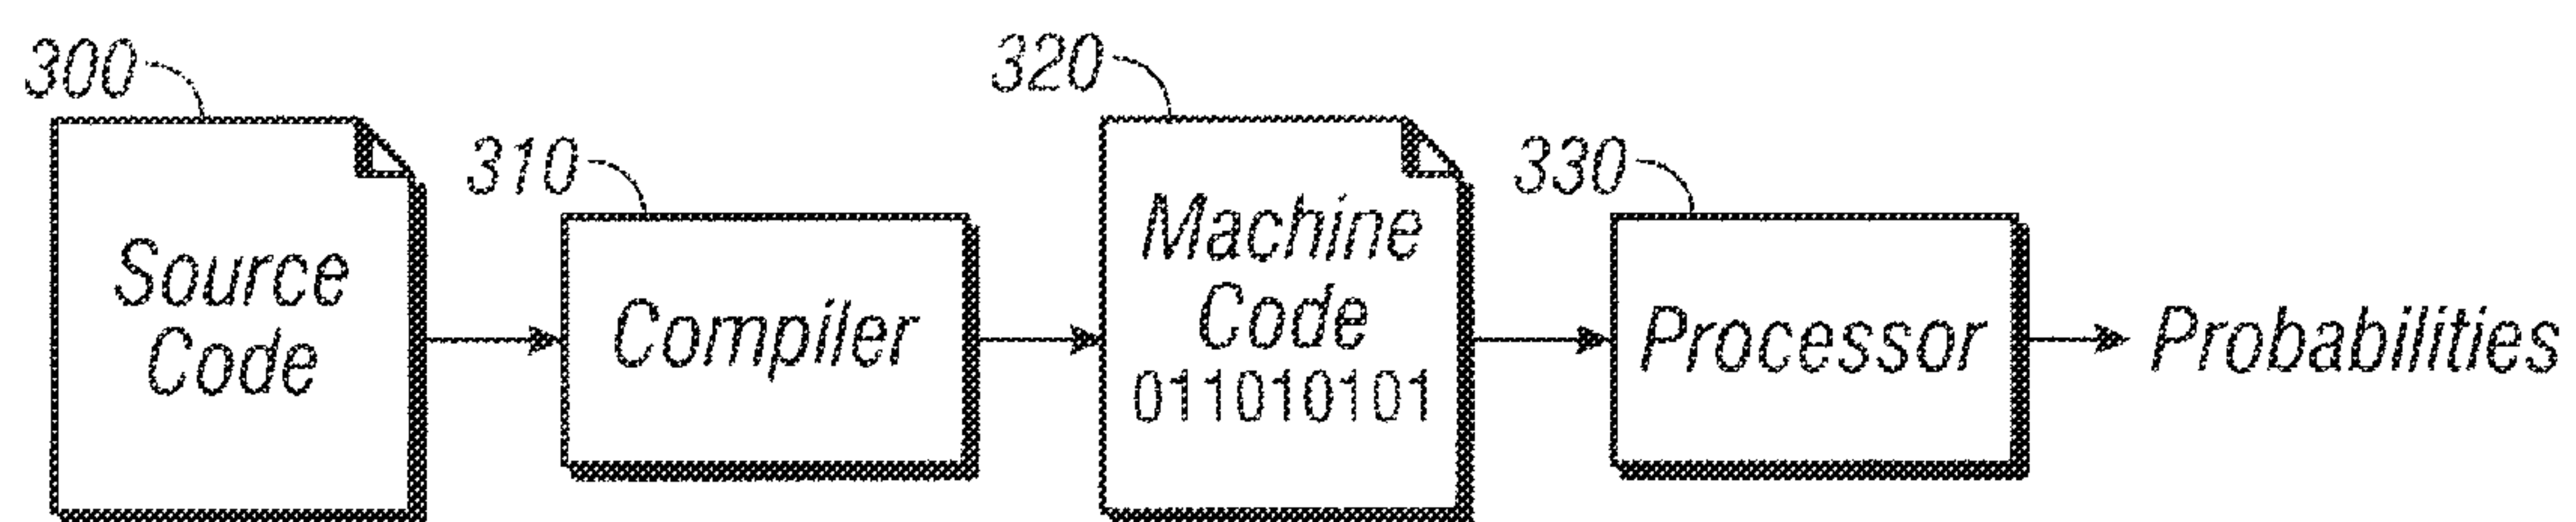 300
Source
Code
310
Compiler
320
Machine
Code
011010101
330
Processor
Probabilities